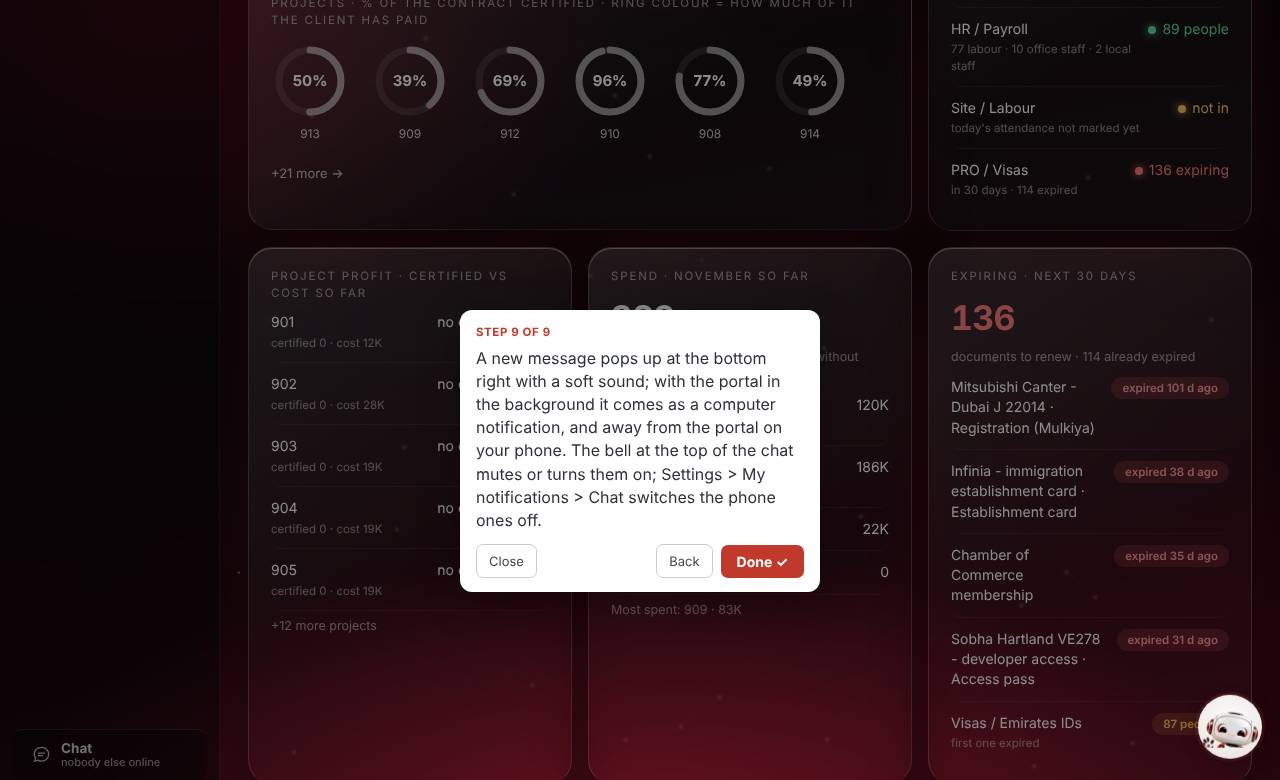 PROJECTS · % OF THE CONTRACT CERTIFIED · RING COLOUR = HOW MUCH OF IT
THE CLIENT HAS PAID
50%
39%
69%
96%
77%
49%
913
909
912
910
908
914
+21 more →
HR / Payroll
89 people
77 labour · 10 office staff · 2 local
staff
Site / Labour
not in
today's attendance not marked yet
PRO / Visas
136 expiring
in 30 days · 114 expired
PROJECT PROFIT · CERTIFIED VS
COST SO FAR
901
no
certified 0 · cost 12K
902
no
certified 0 · cost 28K
903
no
certified 0 · cost 19K
904
no
certified 0 · cost 19K
905
no
certified 0 · cost 19K
+12 more projects
SPEND · NOVEMBER SO FAR
without
120K
186K
22K
0
Most spent: 909 · 83K
STEP 9 OF 9
A new message pops up at the bottom
right with a soft sound; with the portal in
the background it comes as a computer
notification, and away from the portal on
your phone. The bell at the top of the chat
mutes or turns them on; Settings > My
notifications > Chat switches the phone
ones off.
Close
Back
Done ✓
EXPIRING · NEXT 30 DAYS
136
documents to renew · 114 already expired
Mitsubishi Canter -
Dubai J 22014 ·
Registration (Mulkiya)
expired 101 d ago
Infinia - immigration
establishment card ·
Establishment card
expired 38 d ago
Chamber of
Commerce
membership
expired 35 d ago
Sobha Hartland VE278
- developer access ·
Access pass
expired 31 d ago
Visas / Emirates IDs
87
first one expired
Chat
nobody else online